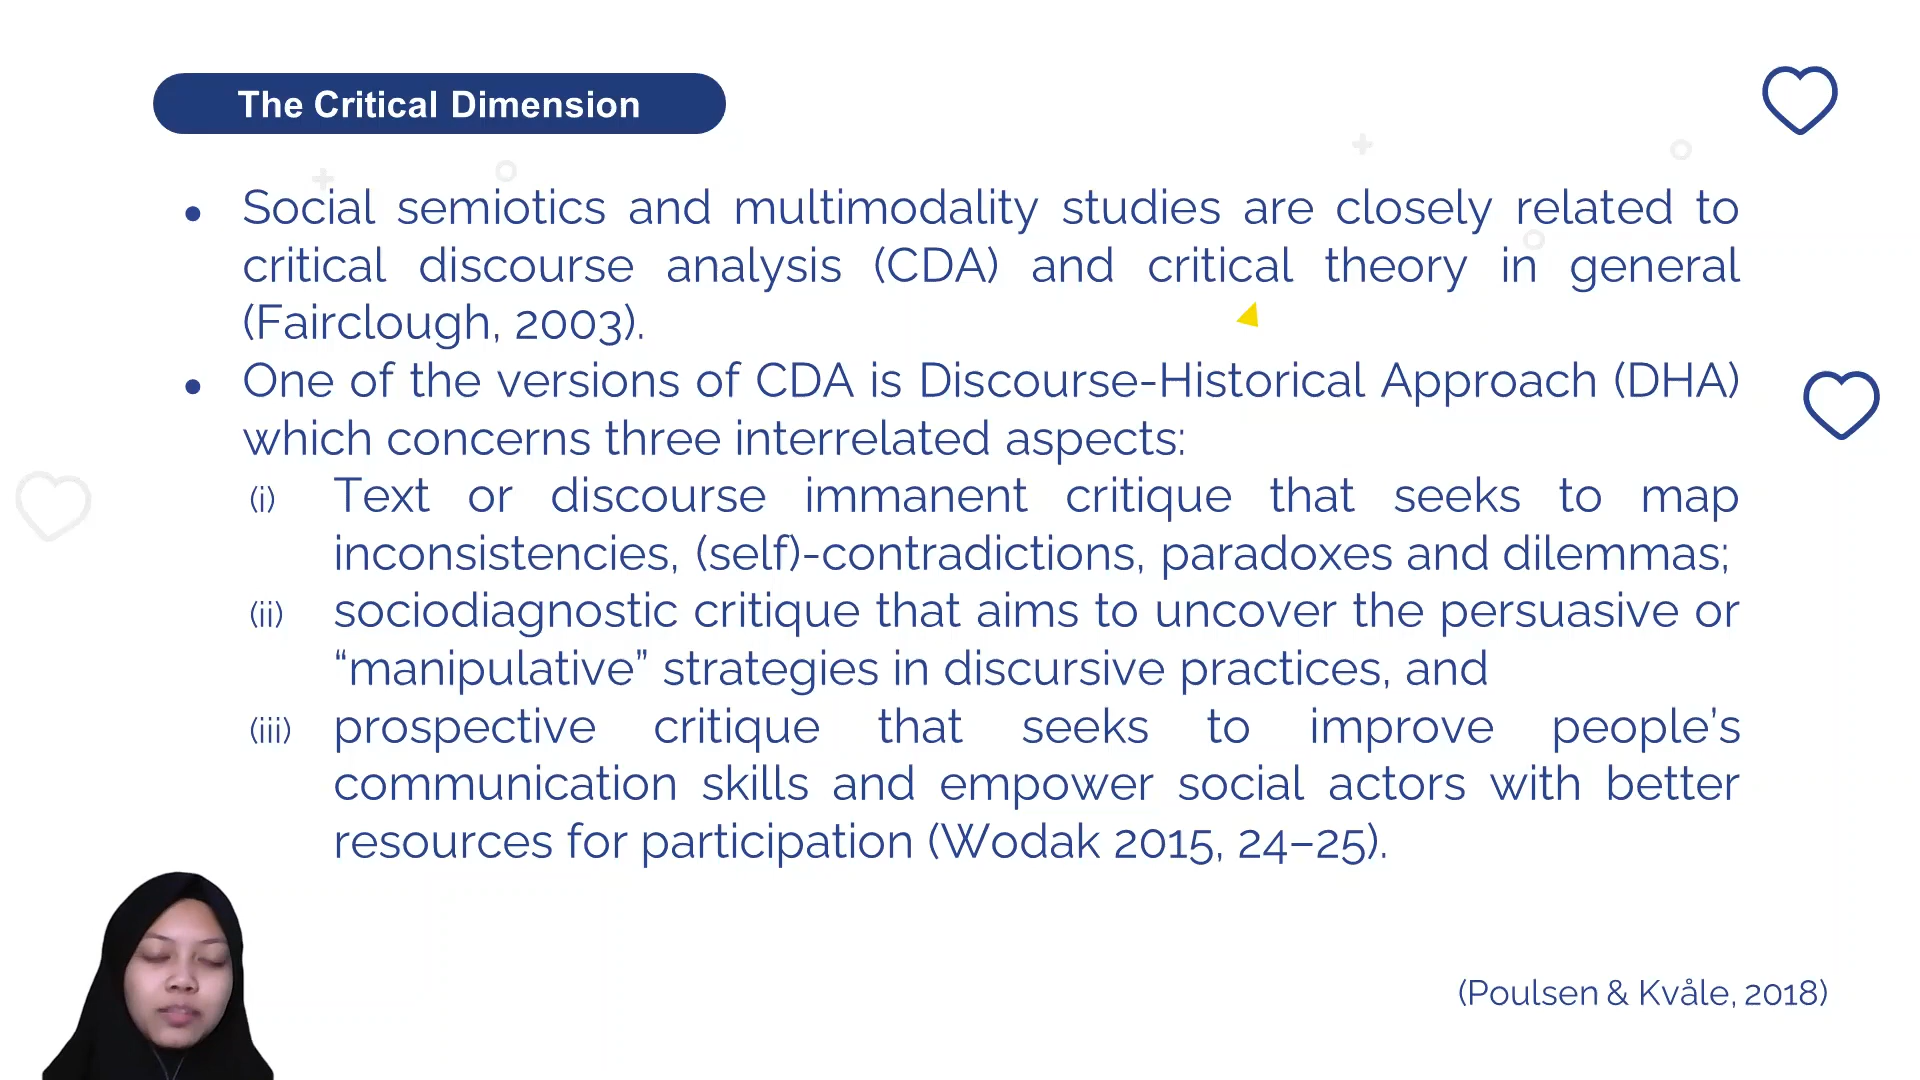 The Critical Dimension
• Social semiotics and multimodality studies are closely related to
critical discourse analysis (CDA) and critical theory in general
(Fairclough, 2003).
• One of the versions of CDA is Discourse-Historical Approach (DHA)
which concerns three interrelated aspects:
(i) Text or discourse immanent critique that seeks to map
inconsistencies, (self)-contradictions, paradoxes and dilemmas;
(ii) sociodiagnostic critique that aims to uncover the persuasive or
“manipulative” strategies in discursive practices, and
(iii) prospective critique that seeks to improve people’s
communication skills and empower social actors with better
resources for participation (Wodak 2015, 24–25).
(Poulsen & Kvåle, 2018)